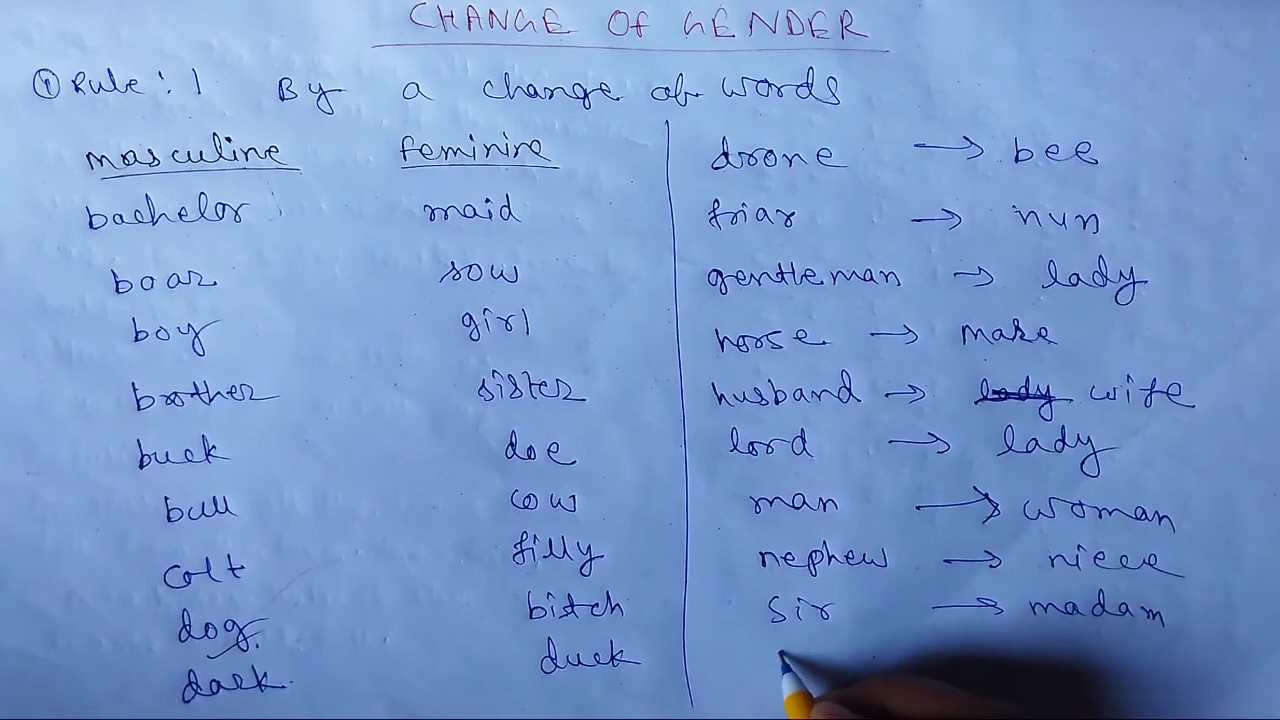 CHANGE OF GENDER
① Rule : 1 By a change of words
masculine feminine
bachelor maid
boar sow
boy girl
brother sister
buck doe
bull cow
colt filly
dog bitch
dark duck
drone → bee
friar → nun
gentleman → lady
horse → mare
husband → lady wife
lord → lady
man → woman
nephew → niece
sir → madam